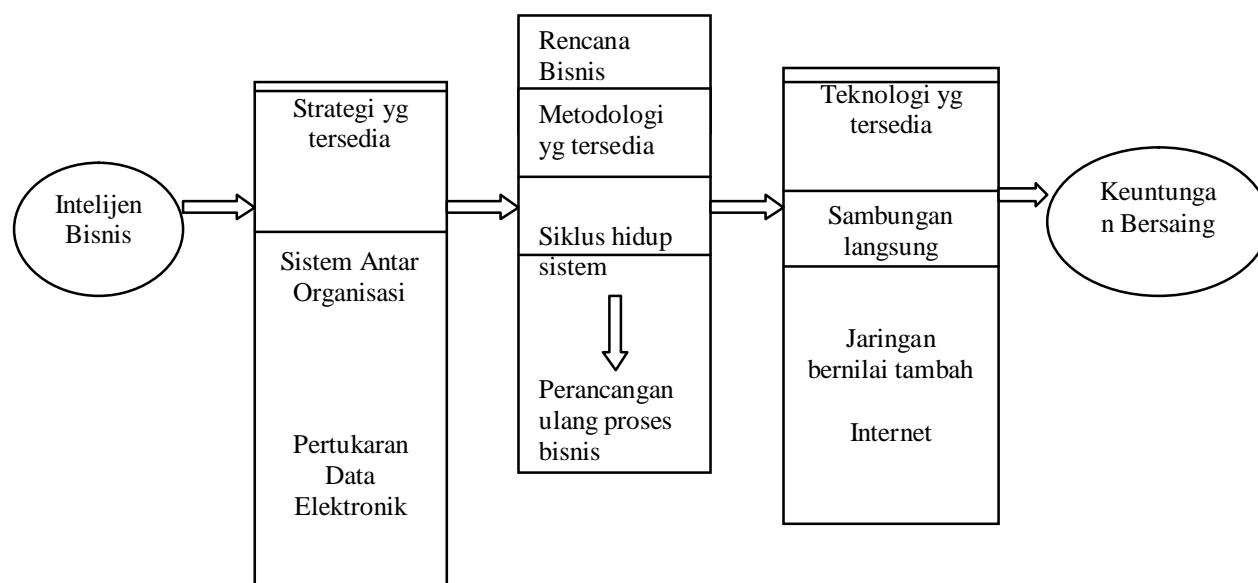 Intelijen
Bisnis
Strategi yg
tersedia
Sistem Antar
Organisasi
Pertukaran
Data
Elektronik
Rencana
Bisnis
Metodologi
yg tersedia
Siklus hidup
sistem
Perancangan
ulang proses
bisnis
Teknologi yg
tersedia
Sambungan
langsung
Jaringan
bernilai tambah
Internet
Keuntunga
n Bersaing